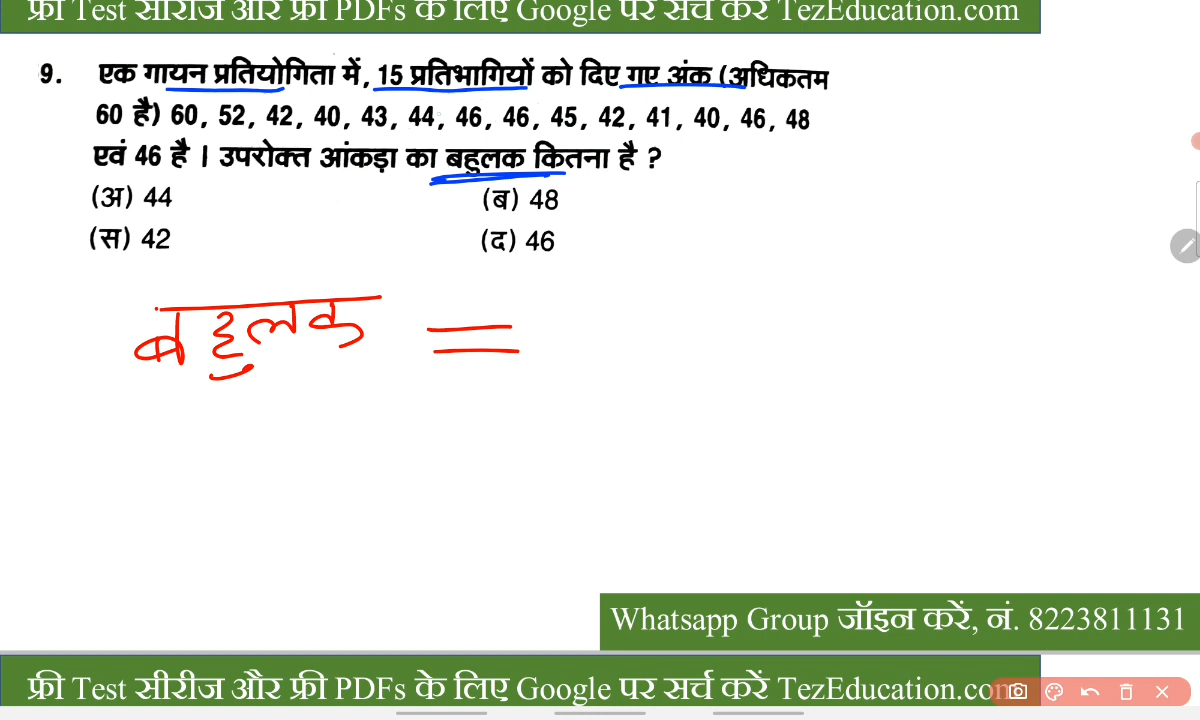 फ्री Test सीरीज और फ्री PDFs के लिए Google पर सर्च करें TezEducation.com
9. एक गायन प्रतियोगिता में, 15 प्रतिभागियों को दिए गए अंक (अधिकतम
60 है) 60, 52, 42, 40, 43, 44, 46, 46, 45, 42, 41, 40, 46, 48
एवं 46 है । उपरोक्त आंकड़ा का बहुलक कितना है ?
(अ) 44 (ब) 48
(स) 42 (द) 46
बहुलक =
Whatsapp Group जॉइन करें, नं. 8223811131
फ्री Test सीरीज और फ्री PDFs के लिए Google पर सर्च करें TezEducation.com